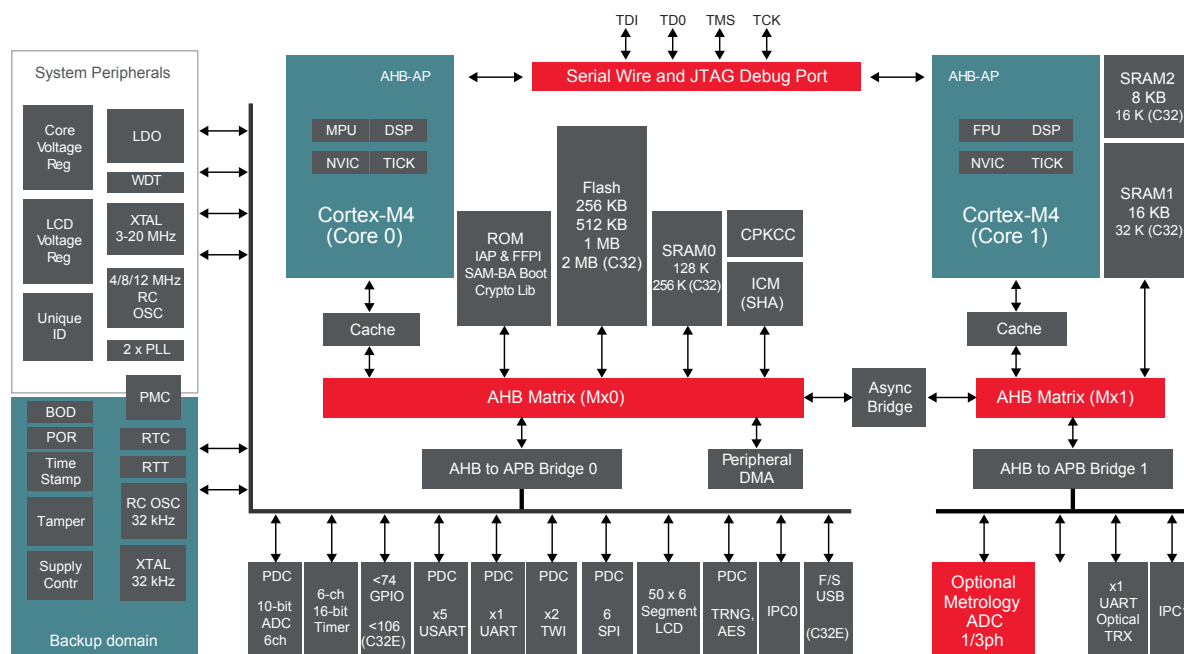 TDI TD0 TMS TCK
Serial Wire and JTAG Debug Port
System Peripherals
Core
Voltage
Reg
LDO
WDT
LCD
Voltage
Reg
XTAL
3-20 MHz
4/8/12 MHz
RC
OSC
Unique
ID
2 x PLL
PMC
BOD
POR
RTC
Time
Stamp
RTT
Tamper
RC OSC
32 kHz
Supply
Contr
XTAL
32 kHz
Backup domain
AHB-AP
MPU DSP
NVIC TICK
Cortex-M4
(Core 0)
Cache
ROM
IAP & FFPI
SAM-BA Boot
Crypto Lib
Flash
256 KB
512 KB
1 MB
2 MB (C32)
SRAM0
128 K
256 K (C32)
CPKCC
ICM
(SHA)
AHB-AP
FPU DSP
NVIC TICK
Cortex-M4
(Core 1)
Cache
SRAM2
8 KB
16 K (C32)
SRAM1
16 KB
32 K (C32)
AHB Matrix (Mx0)
Async
Bridge
AHB Matrix (Mx1)
AHB to APB Bridge 0
Peripheral
DMA
AHB to APB Bridge 1
PDC
10-bit
ADC
6ch
6-ch
16-bit
Timer
<74
GPIO
<106
(C32E)
PDC
x5
USART
PDC
x1
UART
PDC
x2
TWI
PDC
6
SPI
50 x 6
Segment
LCD
PDC
TRNG,
AES
IPC0
F/S
USB
(C32E)
Optional
Metrology
ADC
1/3ph
x1
UART
Optical
TRX